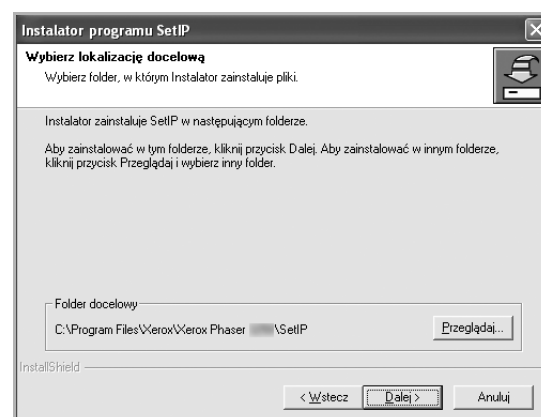 Instalator programu SetIP
Wybierz lokalizację docelową
Wybierz folder, w którym Instalator zainstaluje pliki.
Instalator zainstaluje SetIP w następującym folderze.
Aby zainstalować w tym folderze, kliknij przycisk Dalej. Aby zainstalować w innym folderze,
kliknij przycisk Przeglądaj i wybierz inny folder.
Folder docelowy
C:\Program Files\Xerox\Xerox Phaser \SetIP
Przeglądaj...
InstallShield
< Wstecz
Dalej >
Anuluj